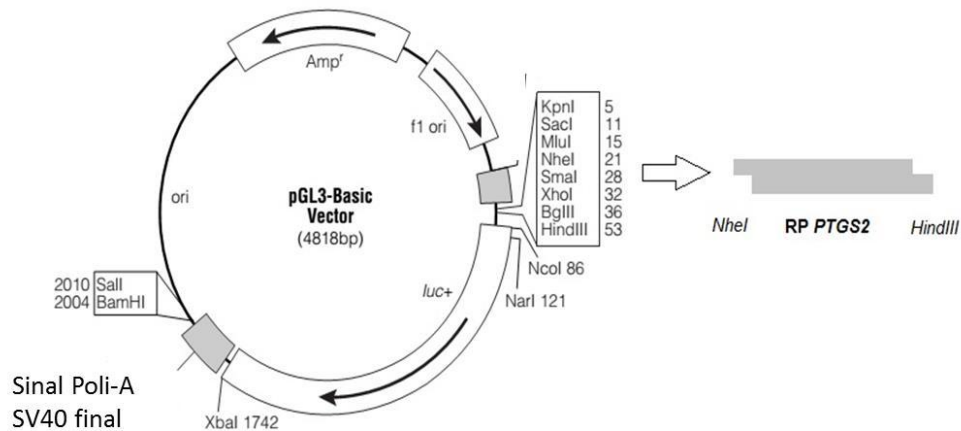 Ampʳ
f1 ori
KpnI 5
SacI 11
MluI 15
NheI 21
SmaI 28
XhoI 32
BglII 36
HindIII 53
NheI RP PTGS2 HindIII
ori
pGL3-Basic
Vector
(4818bp)
NcoI 86
NarI 121
luc+
2010 SalI
2004 BamHI
Sinal Poli-A
SV40 final
XbaI 1742